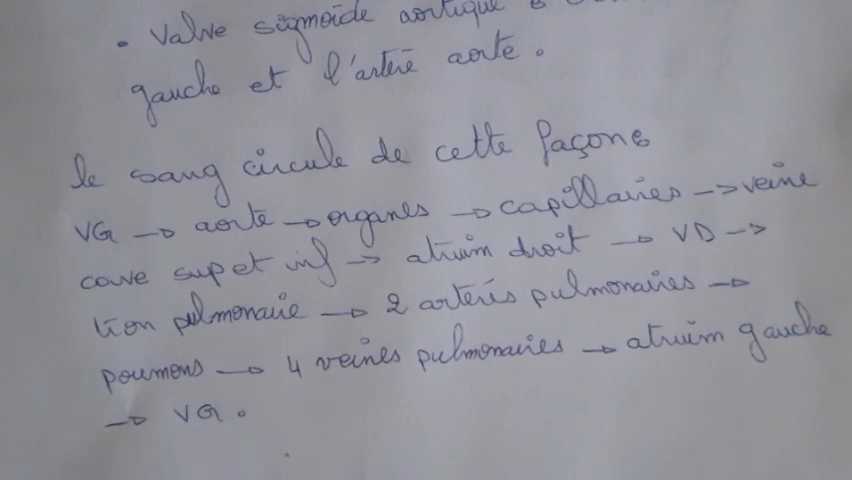 • Valve sigmoïde aortique :
gauche et l'artère aorte.
le sang circule de cette façon :
VG → aorte → organes → capillaires → veine
cave sup et inf → atrium droit → VD →
tion pulmonaire → 2 artères pulmonaires →
poumons → 4 veines pulmonaires → atrium gauche
→ VG.